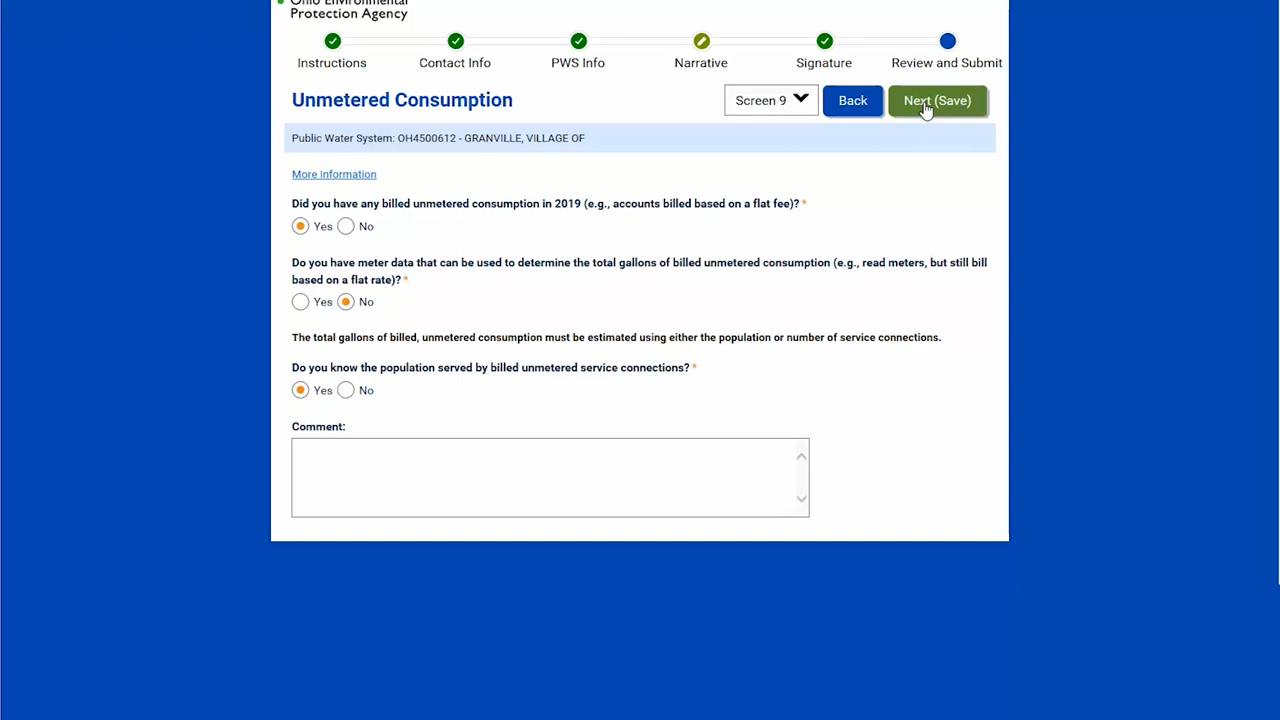 Ohio Environmental
Protection Agency
Instructions
Contact Info
PWS Info
Narrative
Signature
Review and Submit
Unmetered Consumption
Screen 9
Back
Next (Save)
Public Water System: OH4500612 - GRANVILLE, VILLAGE OF
More Information
Did you have any billed unmetered consumption in 2019 (e.g., accounts billed based on a flat fee)? *
Yes No
Do you have meter data that can be used to determine the total gallons of billed unmetered consumption (e.g., read meters, but still bill
based on a flat rate)? *
Yes No
The total gallons of billed, unmetered consumption must be estimated using either the population or number of service connections.
Do you know the population served by billed unmetered service connections? *
Yes No
Comment: